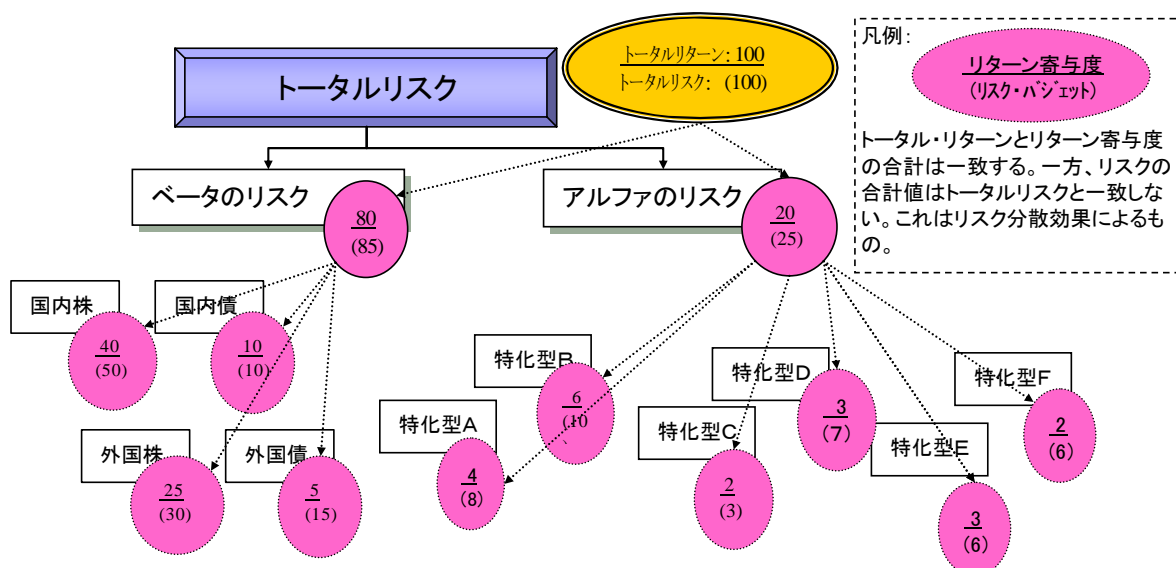 トータルリスク
トータルリターン: 100
トータルリスク: (100)
凡例：
リターン寄与度
(リスク・バジェット)
トータル・リターンとリターン寄与度
の合計は一致する。一方、リスクの
合計値はトータルリスクと一致しな
い。これはリスク分散効果によるも
の。
ベータのリスク
80
(85)
アルファのリスク
20
(25)
国内株
40
(50)
国内債
10
(10)
外国株
25
(30)
外国債
5
(15)
特化型A
4
(8)
特化型B
6
(10
特化型C
2
(3)
特化型D
3
(7)
特化型E
3
(6)
特化型F
2
(6)